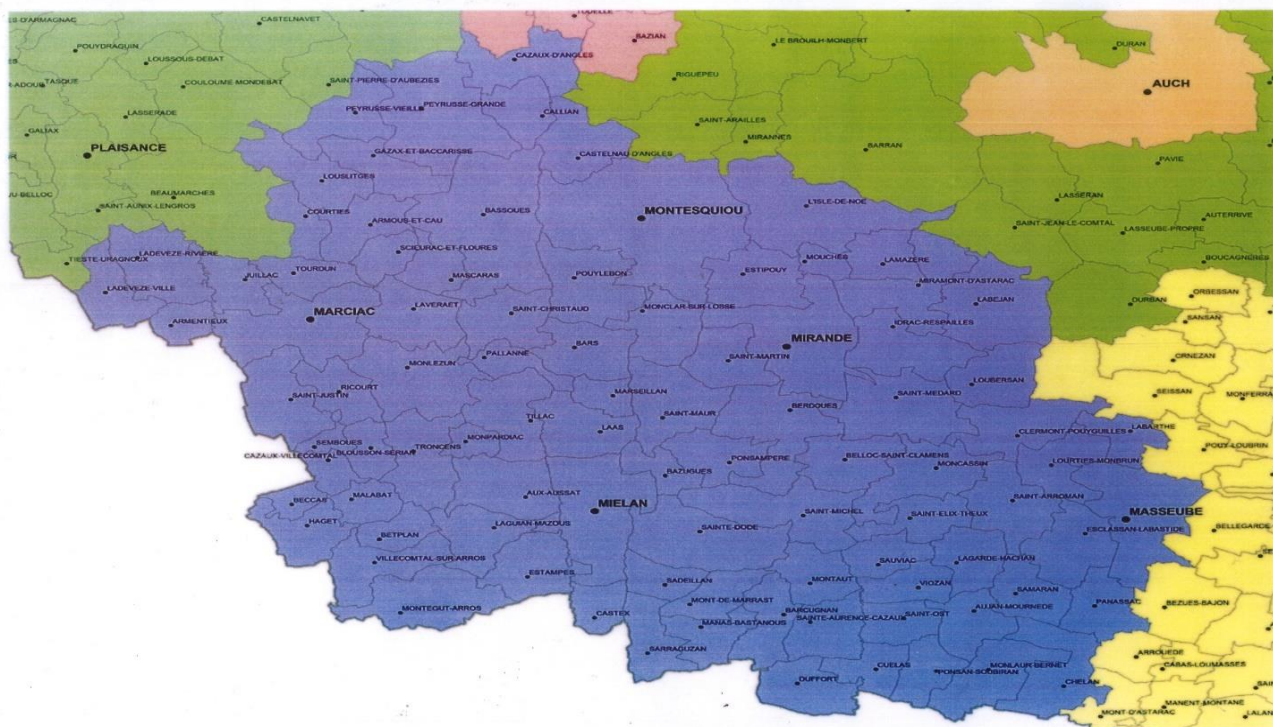 CASTELNAVET
BAZIAN
POUYDRAGUIN
LE BROUILH-MONBERT
DURAN
LOUSSOUS-DEBAT
CAZAUX-D'ANGLES
RIGUEPEU
AUCH
TASQUE
COULOUME-MONDEBAT
SAINT-PIERRE-D'AUBEZIES
PEYRUSSE-VIEILLE
PEYRUSSE-GRANDE
CALLIAN
LASSERADE
SAINT-ARAILLES
GALIAX
MIRANNES
BARRAN
PLAISANCE
GAZAX-ET-BACCARISSE
CASTELNAU-D'ANGLES
PAVIE
LOUSLITGES
BEAUMARCHES
LASSERAN
SAINT-AUNIX-LENGROS
COURTIES
BASSOUES
MONTESQUIOU
L'ISLE-DE-NOE
ARMOUS-ET-CAU
SAINT-JEAN-LE-COMTAL
AUTERRIVE
LASSEUBE-PROPRE
SCIEURAC-ET-FLOURES
LADEVEZE-RIVIERE
TIESTE-URAGNOUX
MOUCHES
LAMAZERE
BOUCAGNERES
JUILLAC
TOURDUN
MASCARAS
POUYLEBON
ESTIPOUY
MIRAMONT-D'ASTARAC
LADEVEZE-VILLE
ORBESSAN
LABEJAN
DURBAN
LAVERAET
SAINT-CHRISTAUD
MONCLAR-SUR-LOSSE
MARCIAC
ARMENTIEUX
IDRAC-RESPAILLES
SANSAN
BARS
MIRANDE
PALLANNE
SAINT-MARTIN
ORNEZAN
MONLEZUN
RICOURT
SAINT-JUSTIN
MARSEILLAN
LOUBERSAN
SAINT-MEDARD
SEISSAN
MONFERRA
BERDOUES
SAINT-MAUR
TILLAC
LAAS
LABARTHE
CLERMONT-POUYGUILLES
SEMBOUES
MONPARDIAC
TRONCENS
BLOUSSON-SERIAN
CAZAUX-VILLECOMTAL
POUY-LOUBRIN
BELLOC-SAINT-CLAMENS
PONSAMPERE
MONCASSIN
LOURTIES-MONBRUN
BAZUGUES
MALABAT
AUX-AUSSAT
BECCAS
SAINT-ARROMAN
MIELAN
SAINT-MICHEL
SAINT-ELIX-THEUX
MASSEUBE
HAGET
LAGUIAN-MAZOUS
SAINTE-DODE
ESCLASSAN-LABASTIDE
BELLEGARDE
BETPLAN
VILLECOMTAL-SUR-ARROS
SAUVIAC
LAGARDE-HACHAN
ESTAMPES
SADEILLAN
MONTAUT
VIOZAN
SAMARAN
MONT-DE-MARRAST
PANASSAC
BEZUES-BAJON
MONTEGUT-ARROS
CASTEX
BARCUGNAN
SAINT-OST
AUJAN-MOURNEDE
MANAS-BASTANOUS
SAINTE-AURENCE-CAZAUX
SARRAGUZAN
ARROUEDE
CABAS-LOUMASSES
CUELAS
PONSAN-SOUBIRAN
MONLAUR-BERNET
DUFFORT
CHELAN
MANENT-MONTANE
MONT-D'ASTARAC